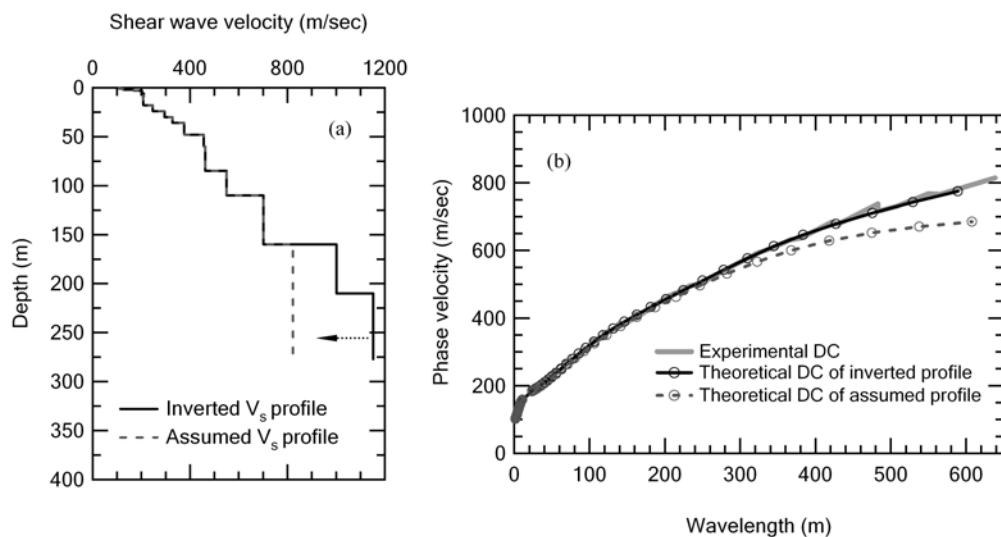 Shear wave velocity (m/sec)
0 400 800 1200
0
50
100
150
200
250
300
350
400
Depth (m)
(a)
Inverted Vs profile
Assumed Vs profile
1000
800
600
400
200
0
Phase velocity (m/sec)
(b)
Experimental DC
Theoretical DC of inverted profile
Theoretical DC of assumed profile
0 100 200 300 400 500 600
Wavelength (m)